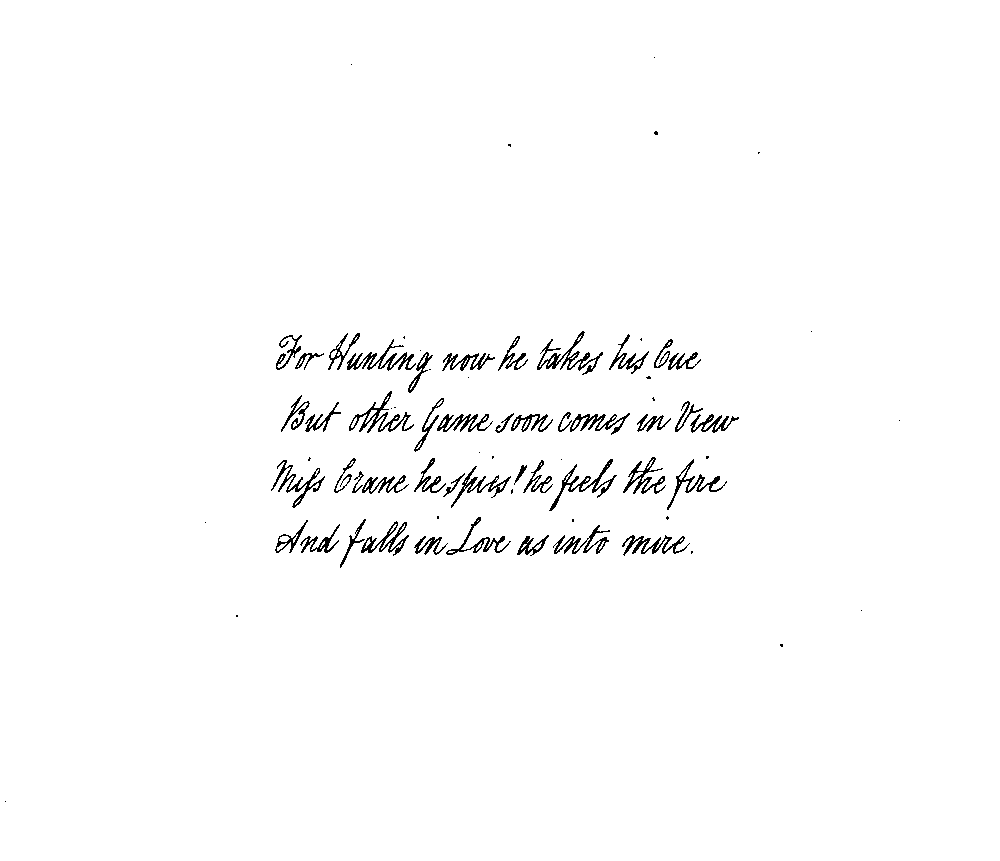 For Hunting now he takes his Cue
But other Game soon comes in View
Miſs Crane he spies! he feels the fire
And falls in Love as into mire.